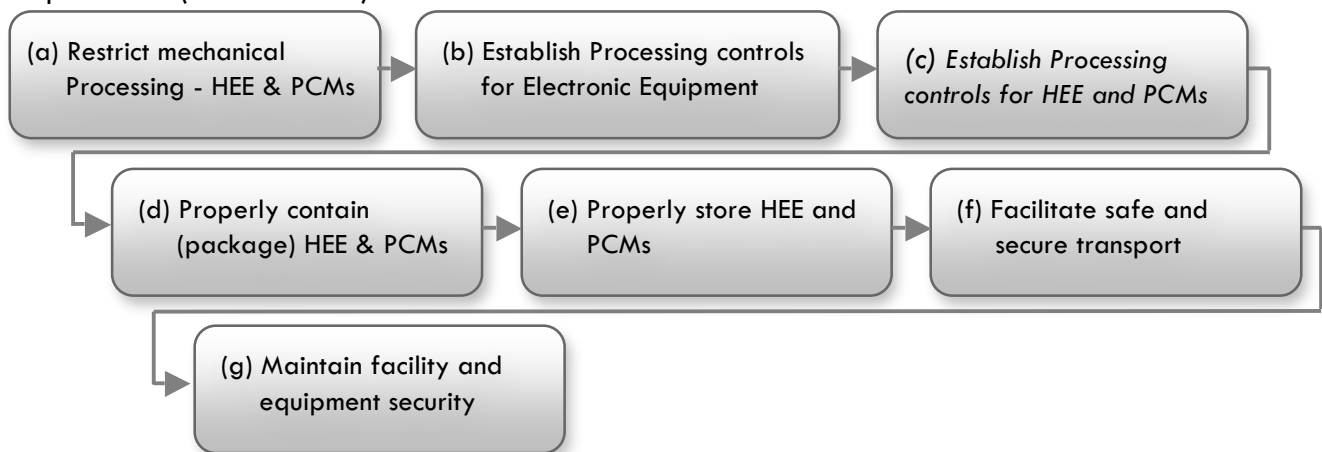 (a) Restrict mechanical
Processing - HEE & PCMs
(b) Establish Processing controls
for Electronic Equipment
(c) Establish Processing
controls for HEE and PCMs
(d) Properly contain
(package) HEE & PCMs
(e) Properly store HEE and
PCMs
(f) Facilitate safe and
secure transport
(g) Maintain facility and
equipment security